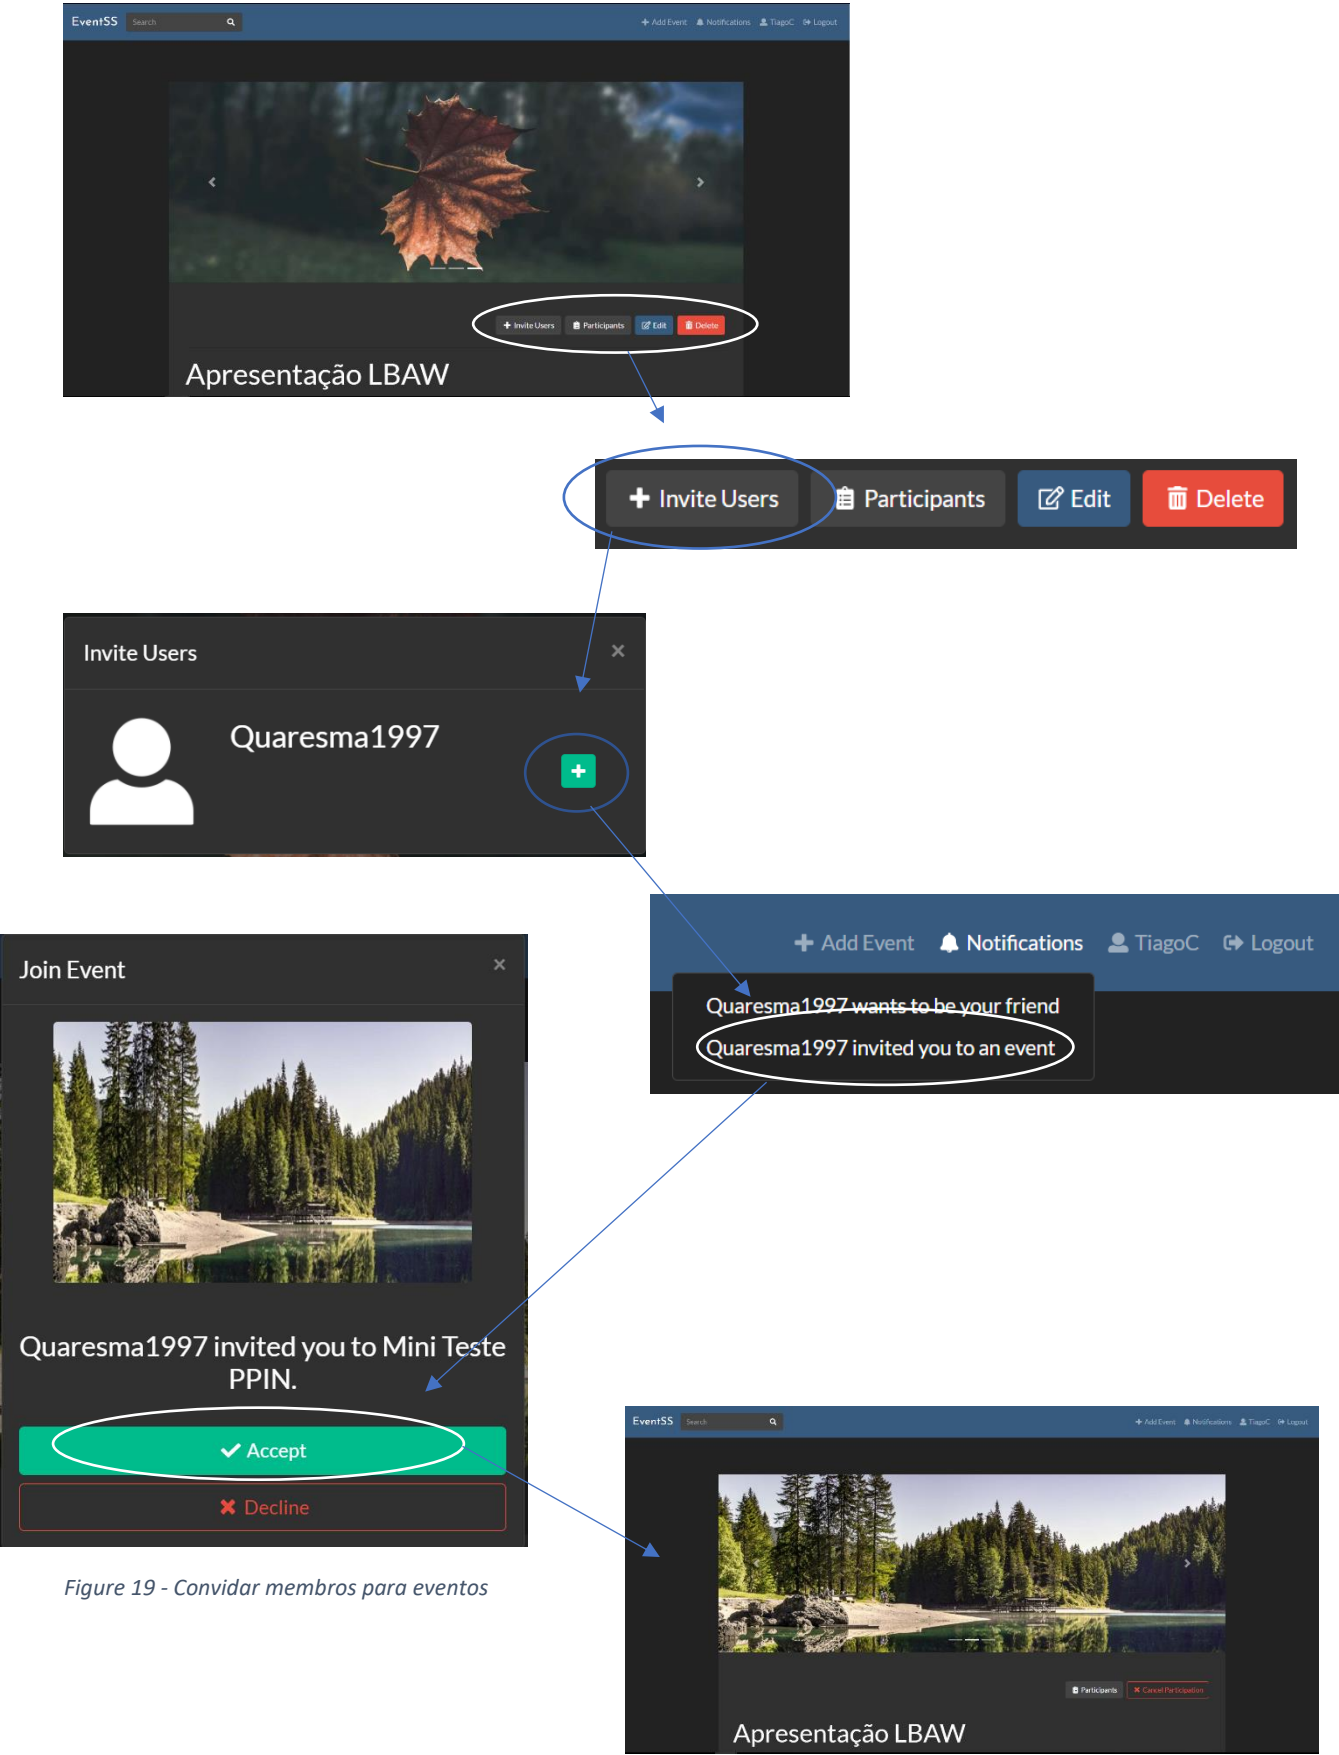 EventSS Search + Add Event Notifications TiagoC Logout
+ Invite Users Participants Edit Delete
Apresentação LBAW
+ Invite Users Participants Edit Delete
Invite Users ×
Quaresma1997
+
+ Add Event Notifications TiagoC Logout
Quaresma1997 wants to be your friend
Quaresma1997 invited you to an event
Join Event ×
Quaresma1997 invited you to Mini Teste
PPIN.
Accept
Decline
Figure 19 - Convidar membros para eventos
EventSS Search + Add Event Notifications TiagoC Logout
Participants Cancel Participation
Apresentação LBAW